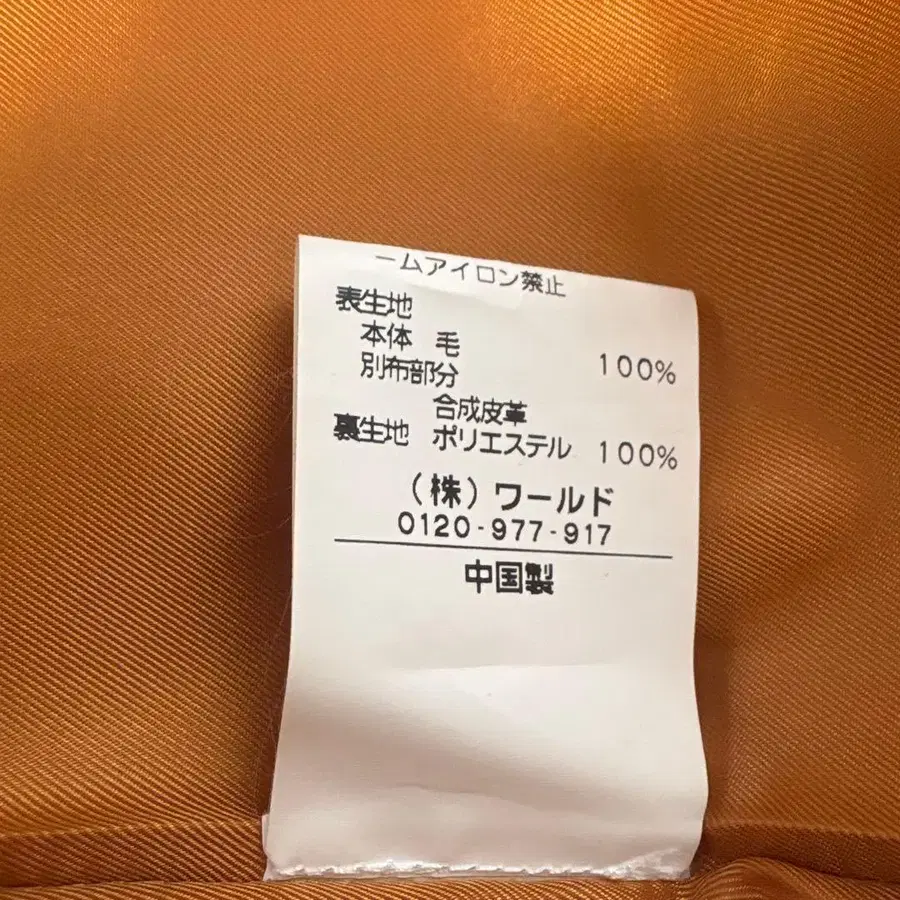 ームアイロン禁止
表生地
本体 毛 100%
別布部分
合成皮革
裏生地 ポリエステル 100%
(株)ワールド
0120-977-917
中国製